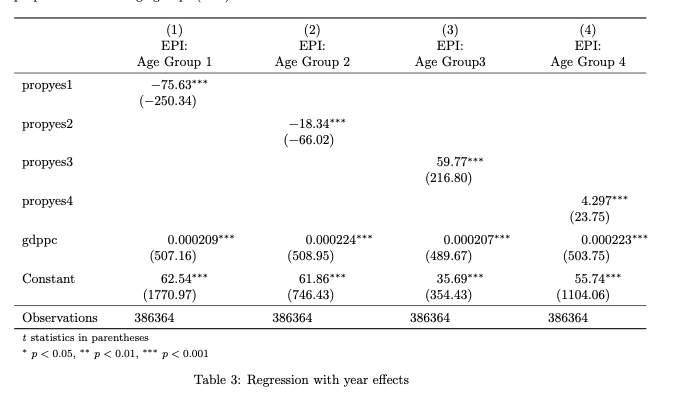 (1) (2) (3) (4)
EPI: EPI: EPI: EPI:
Age Group 1 Age Group 2 Age Group3 Age Group 4
propyes1 −75.63***
(−250.34)
propyes2 −18.34***
(−66.02)
propyes3 59.77***
(216.80)
propyes4 4.297***
(23.75)
gdppc 0.000209*** 0.000224*** 0.000207*** 0.000223***
(507.16) (508.95) (489.67) (503.75)
Constant 62.54*** 61.86*** 35.69*** 55.74***
(1770.97) (746.43) (354.43) (1104.06)
Observations 386364 386364 386364 386364
t statistics in parentheses
* p < 0.05, ** p < 0.01, *** p < 0.001
Table 3: Regression with year effects